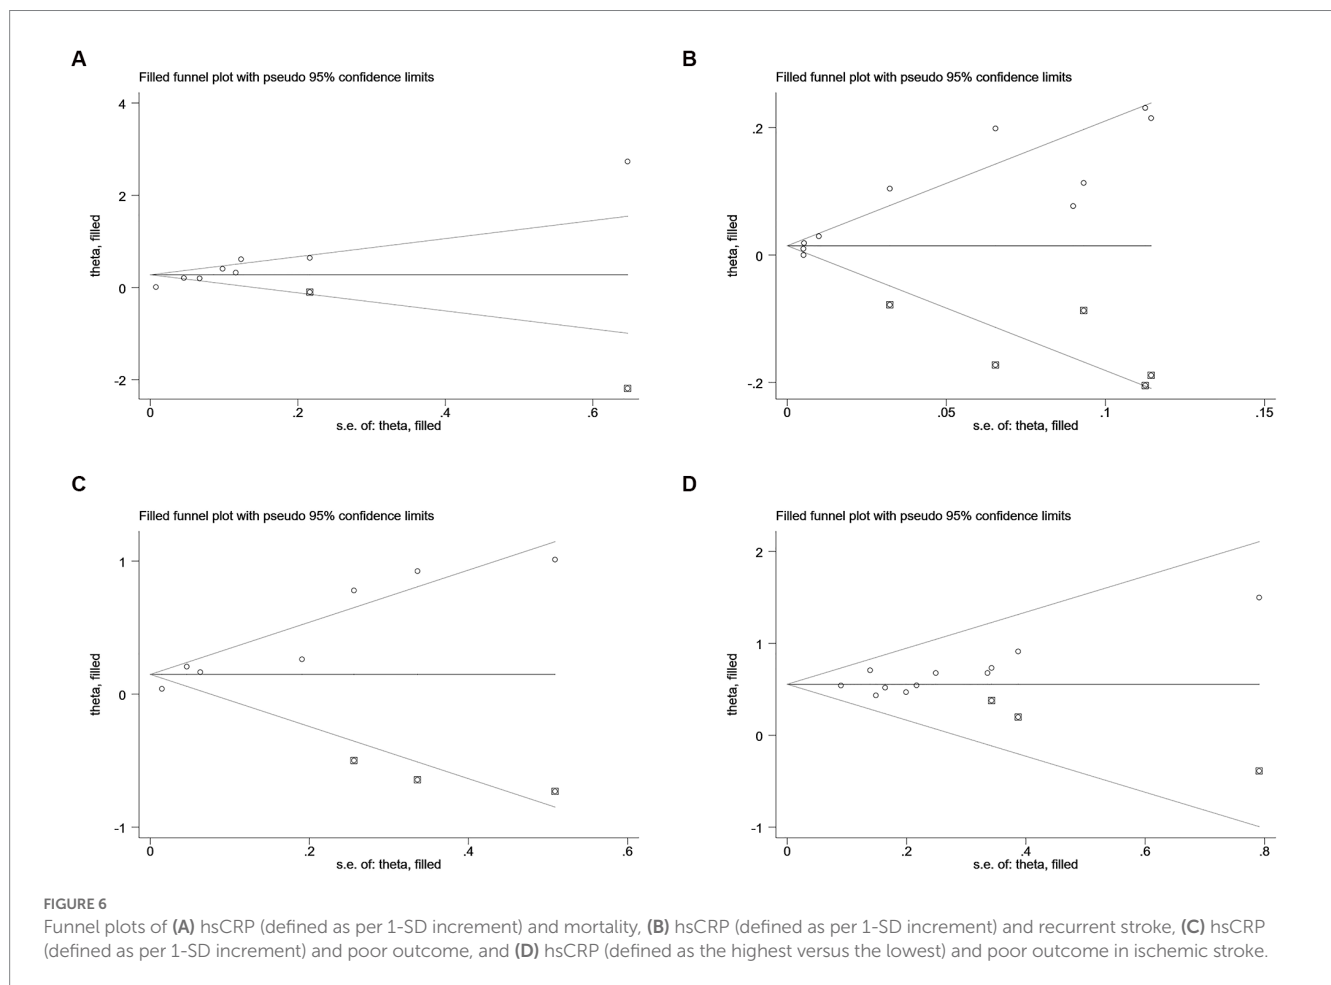 A
Filled funnel plot with pseudo 95% confidence limits
4
2
0
-2
theta, filled
0 .2 .4 .6
s.e. of: theta, filled
B
Filled funnel plot with pseudo 95% confidence limits
.2
0
-.2
theta, filled
0 .05 .1 .15
s.e. of: theta, filled
C
Filled funnel plot with pseudo 95% confidence limits
1
0
-1
theta, filled
0 .2 .4 .6
s.e. of: theta, filled
D
Filled funnel plot with pseudo 95% confidence limits
2
1
0
-1
theta, filled
0 .2 .4 .6 .8
s.e. of: theta, filled
FIGURE 6
Funnel plots of (A) hsCRP (defined as per 1-SD increment) and mortality, (B) hsCRP (defined as per 1-SD increment) and recurrent stroke, (C) hsCRP
(defined as per 1-SD increment) and poor outcome, and (D) hsCRP (defined as the highest versus the lowest) and poor outcome in ischemic stroke.